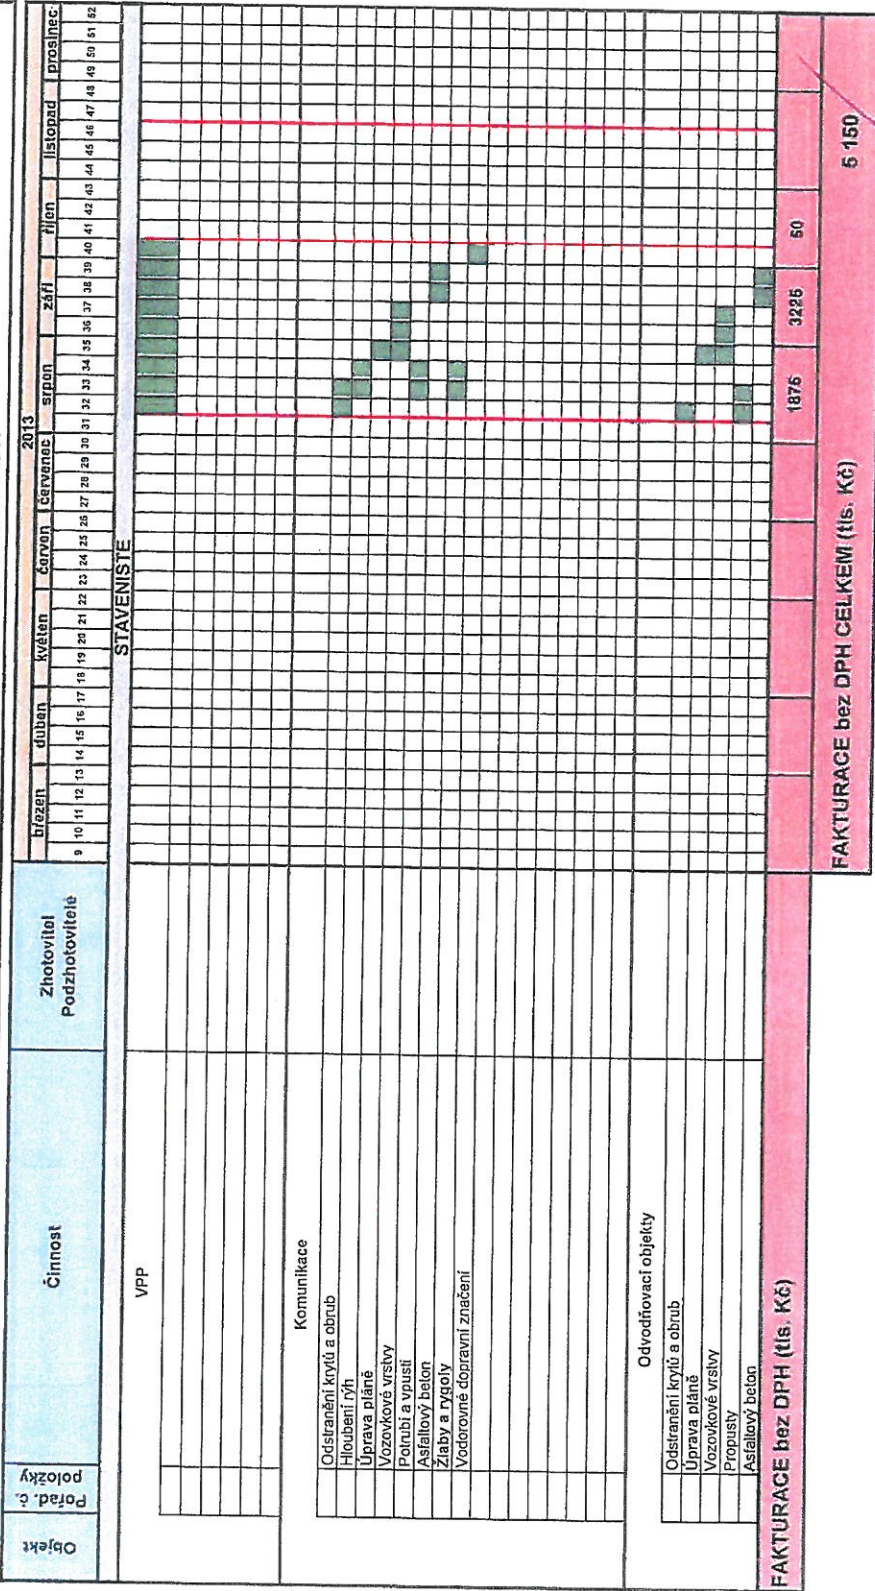 Objekt
Pořad. č. položky
Činnost
Zhotovitel
Podzhotovitelé
2013
březen duben květen červen červenec srpen září říjen listopad prosinec
9 10 11 12 13 14 15 16 17 18 19 20 21 22 23 24 25 26 27 28 29 30 31 32 33 34 35 36 37 38 39 40 41 42 43 44 45 46 47 48 49 50 51 52
STAVENIŠTĚ
VPP
Komunikace
Odstranění krytů a obrub
Hloubení rýh
Úprava pláně
Vozovkové vrstvy
Potrubí a vpusti
Asfaltový beton
Žlaby a rygoly
Vodorovné dopravní značení
Odvodňovací objekty
Odstranění krytů a obrub
Úprava pláně
Vozovkové vrstvy
Propusty
Asfaltový beton
FAKTURACE bez DPH (tis. Kč) 1875 3225 50
FAKTURACE bez DPH CELKEM (tis. Kč) 5 150